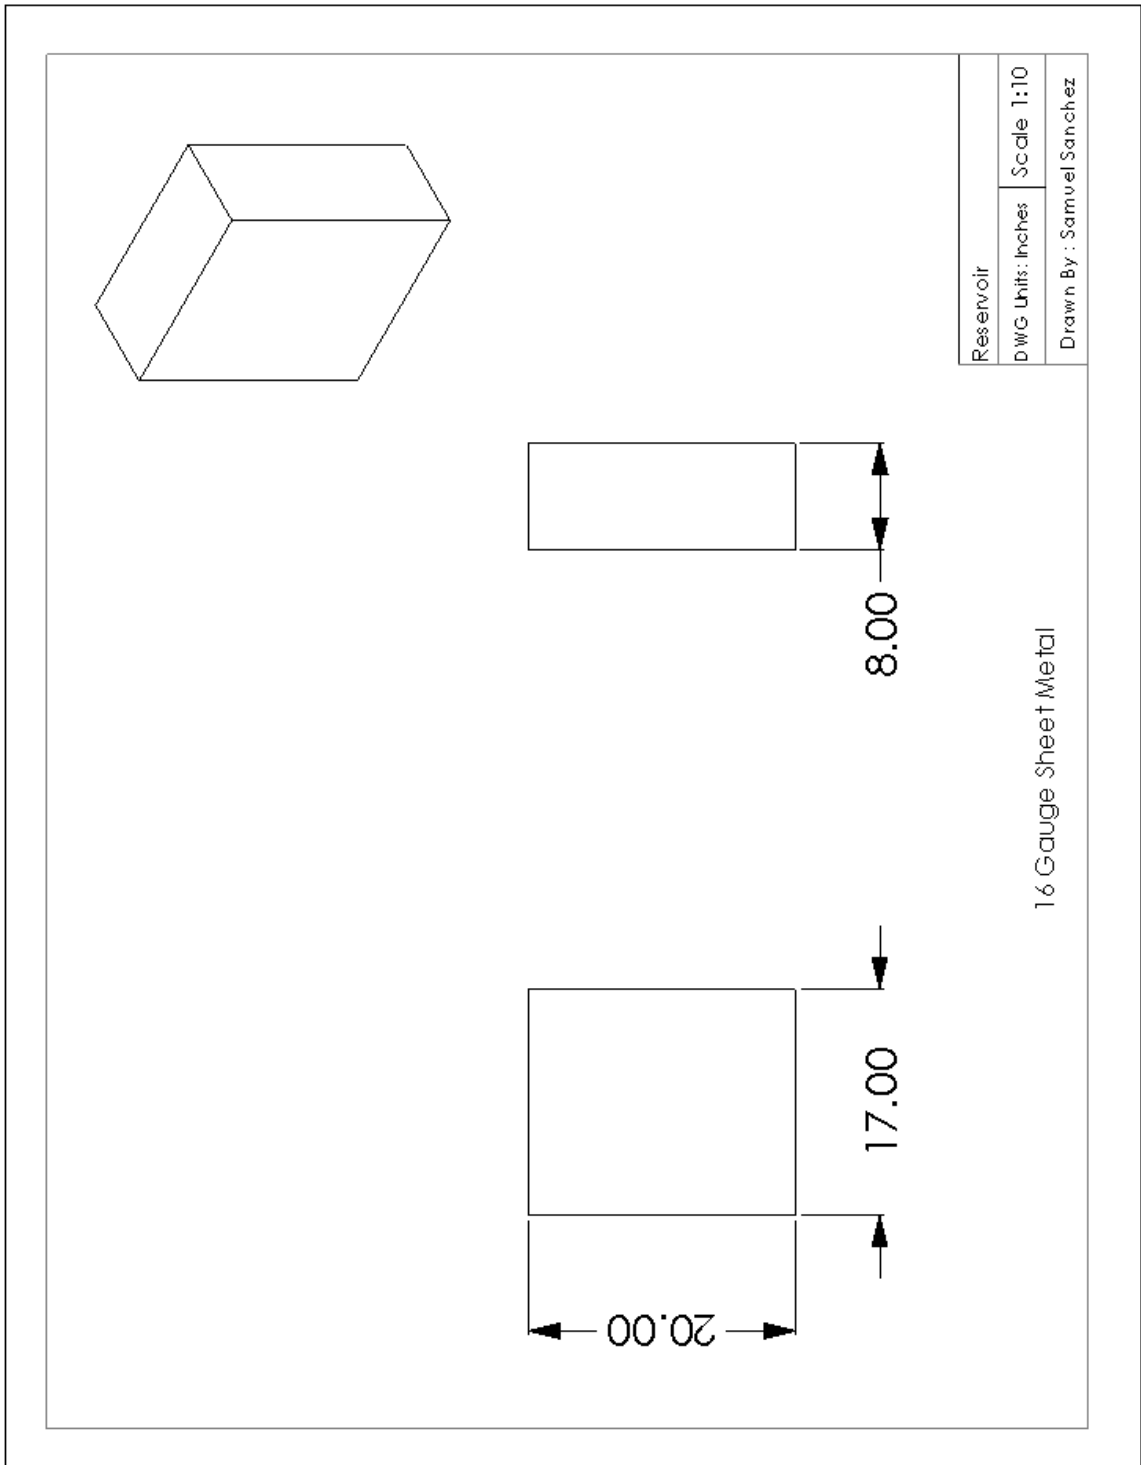 20.00
17.00
8.00
16 Gauge Sheet Metal
Reservoir
DWG Units: Inches
Scale 1:10
Drawn By : Samuel Sanchez